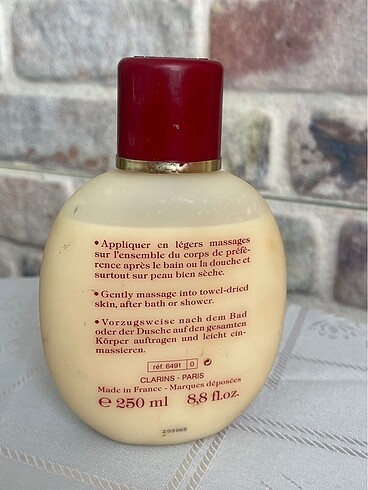 • Appliquer en légers massages
sur l'ensemble du corps de préfé-
rence après le bain ou la douche et
surtout sur peau bien sèche.
• Gently massage into towel-dried
skin, after bath or shower.
• Vorzugsweise nach dem Bad
oder der Dusche auf den gesamten
Körper auftragen und leicht ein-
massieren.
réf. 6491 0
CLARINS - PARIS
Made in France - Marques déposées
e 250 ml 8,8 fl.oz.